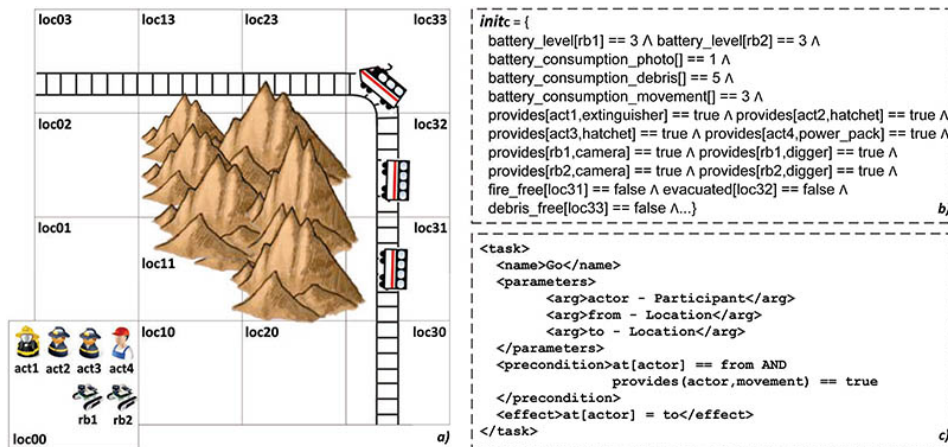 loc03 loc13 loc23 loc33
loc02 loc32
loc01 loc31
loc11
loc10 loc20 loc30
act1 act2 act3 act4
rb1 rb2
loc00
a)
initc = {
battery_level[rb1] == 3 Λ battery_level[rb2] == 3 Λ
battery_consumption_photo[] == 1 Λ
battery_consumption_debris[] == 5 Λ
battery_consumption_movement[] == 3 Λ
provides[act1,extinguisher] == true Λ provides[act2,hatchet] == true Λ
provides[act3,hatchet] == true Λ provides[act4,power_pack] == true Λ
provides[rb1,camera] == true Λ provides[rb1,digger] == true Λ
provides[rb2,camera] == true Λ provides[rb2,digger] == true Λ
fire_free[loc31] == false Λ evacuated[loc32] == false Λ
debris_free[loc33] == false Λ...}
b)
<task>
<name>Go</name>
<parameters>
<arg>actor - Participant</arg>
<arg>from - Location</arg>
<arg>to - Location</arg>
</parameters>
<precondition>at[actor] == from AND
provides(actor,movement) == true
</precondition>
<effect>at[actor] = to</effect>
</task>
c)